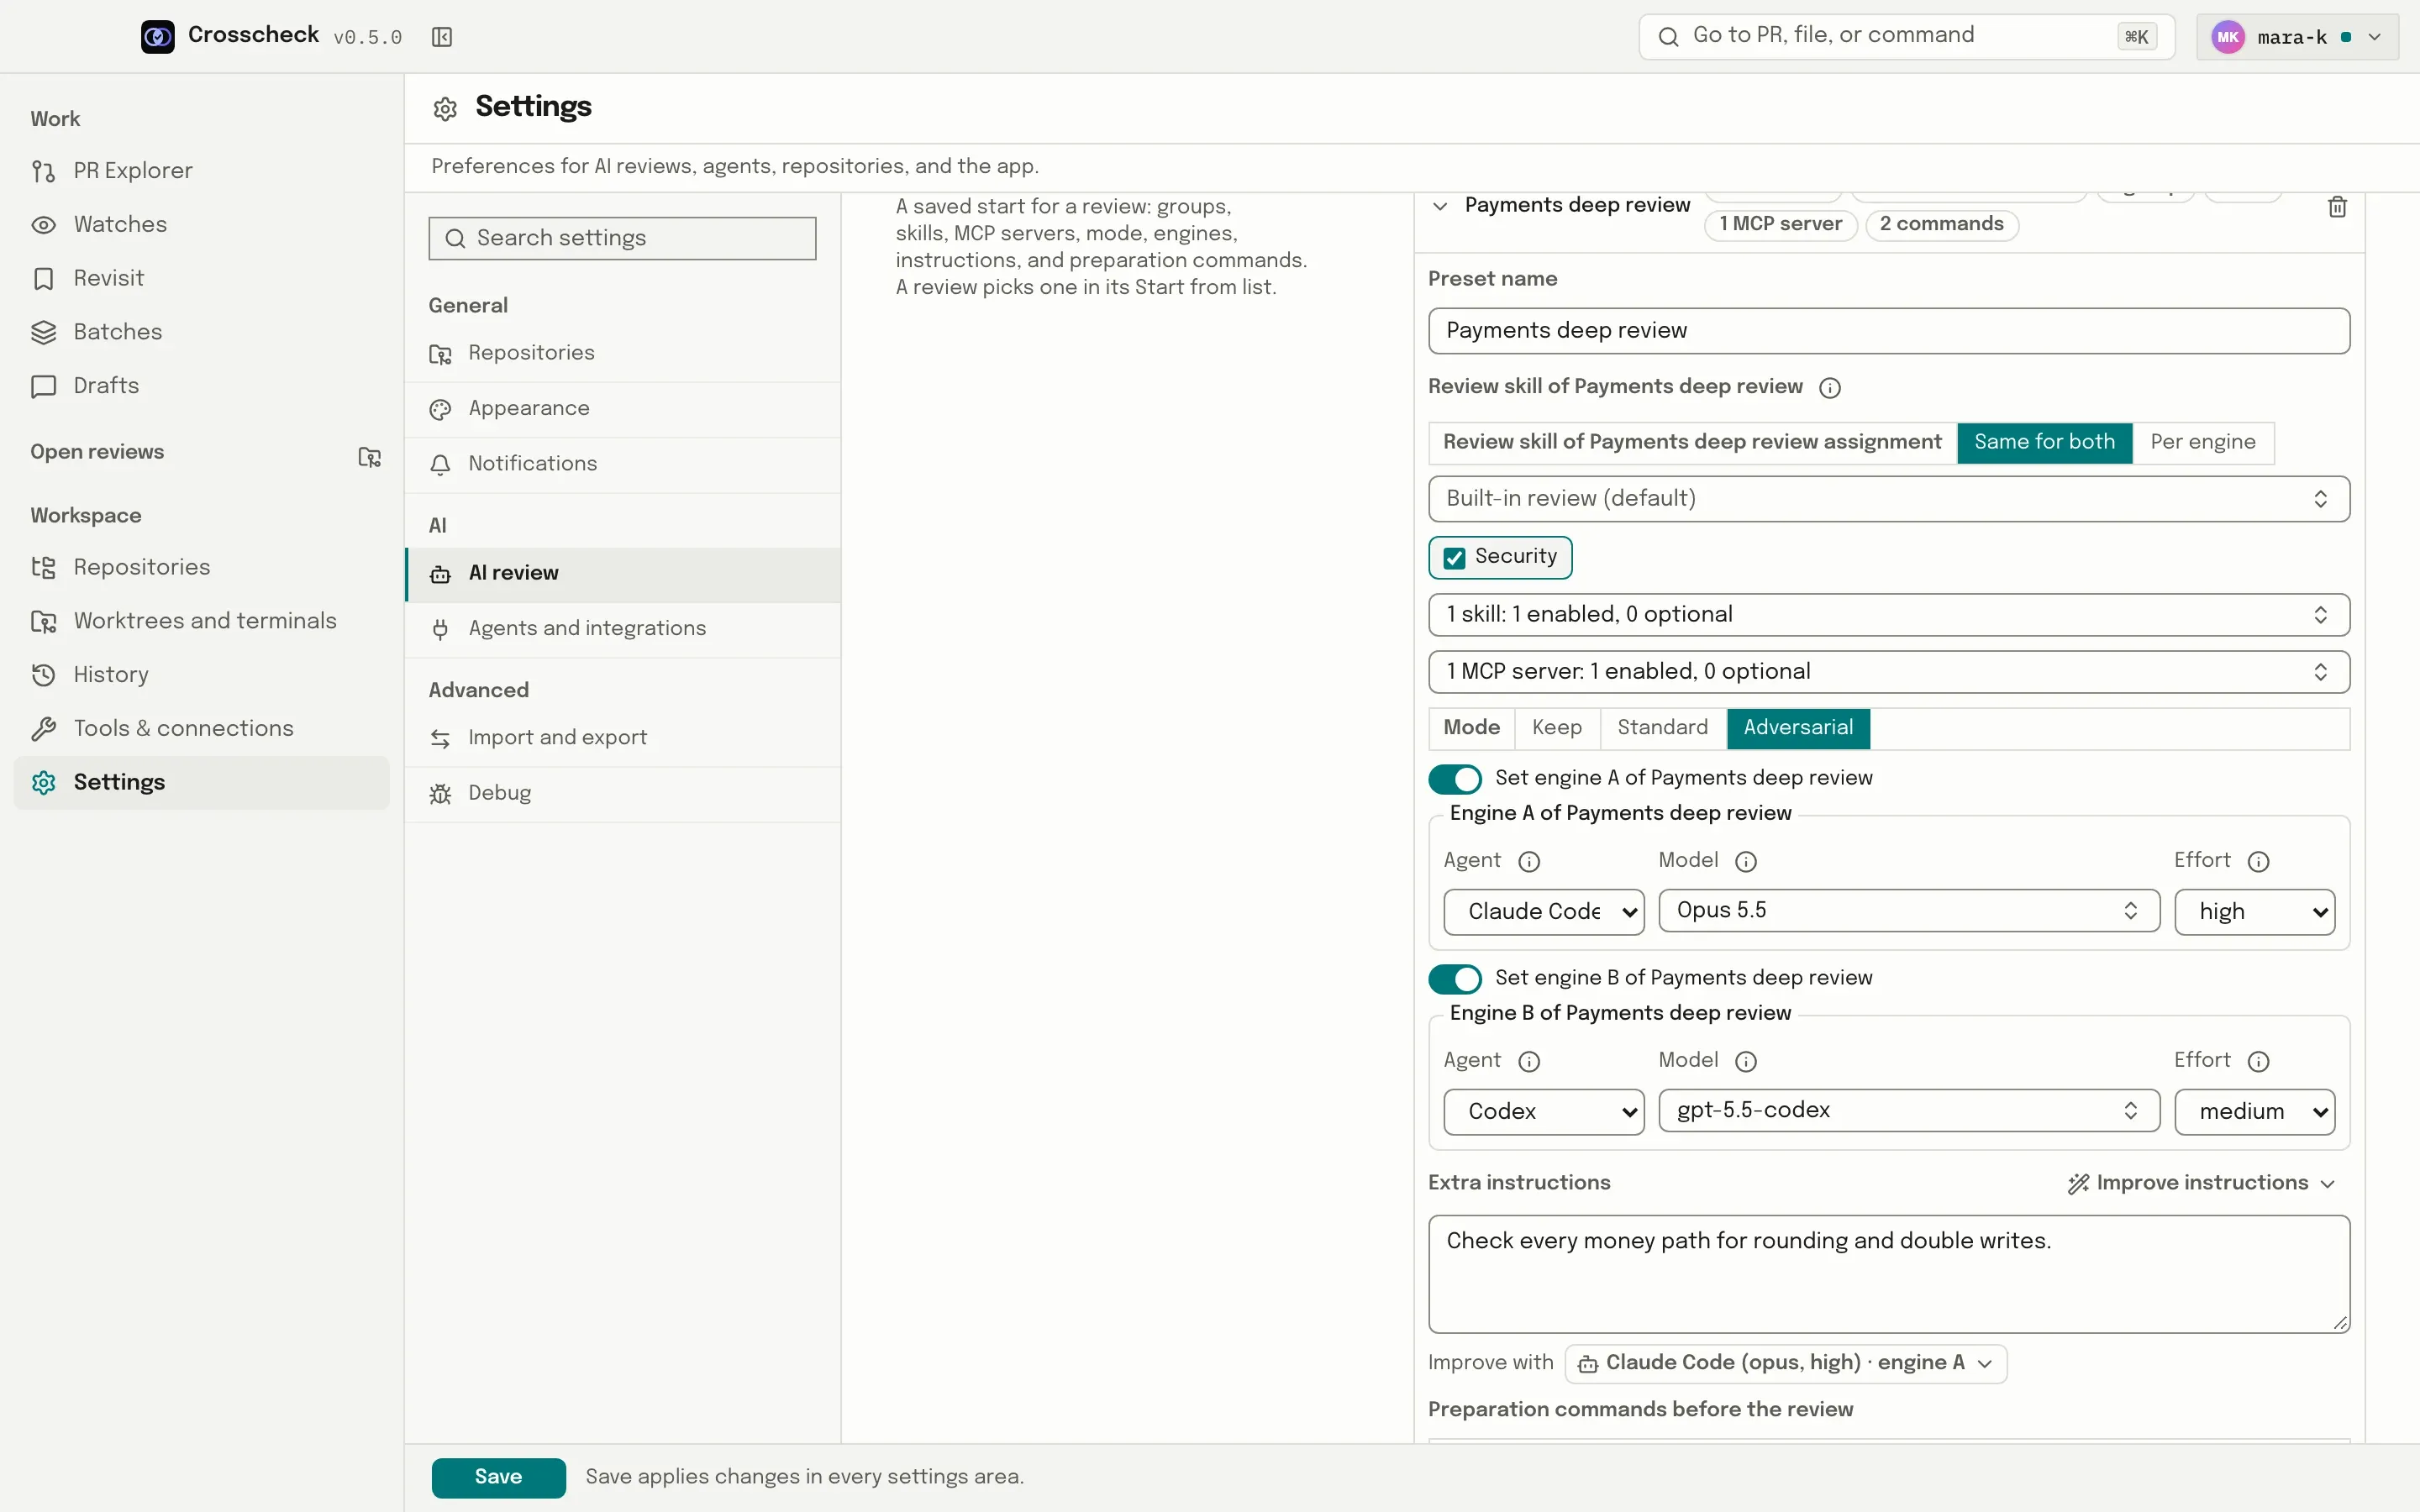 Crosscheck v0.5.0
Go to PR, file, or command
⌘K
MK mara-k
Work
PR Explorer
Watches
Revisit
Batches
Drafts
Open reviews
Workspace
Repositories
Worktrees and terminals
History
Tools & connections
Settings
Settings
Preferences for AI reviews, agents, repositories, and the app.
Search settings
General
Repositories
Appearance
Notifications
AI
AI review
Agents and integrations
Advanced
Import and export
Debug
A saved start for a review: groups,
skills, MCP servers, mode, engines,
instructions, and preparation commands.
A review picks one in its Start from list.
Payments deep review
1 MCP server
2 commands
Preset name
Payments deep review
Review skill of Payments deep review
Review skill of Payments deep review assignment Same for both Per engine
Built-in review (default)
Security
1 skill: 1 enabled, 0 optional
1 MCP server: 1 enabled, 0 optional
Mode Keep Standard Adversarial
Set engine A of Payments deep review
Engine A of Payments deep review
Agent Model Effort
Claude Code Opus 5.5 high
Set engine B of Payments deep review
Engine B of Payments deep review
Agent Model Effort
Codex gpt-5.5-codex medium
Extra instructions
Improve instructions
Check every money path for rounding and double writes.
Improve with Claude Code (opus, high) · engine A
Preparation commands before the review
Save
Save applies changes in every settings area.